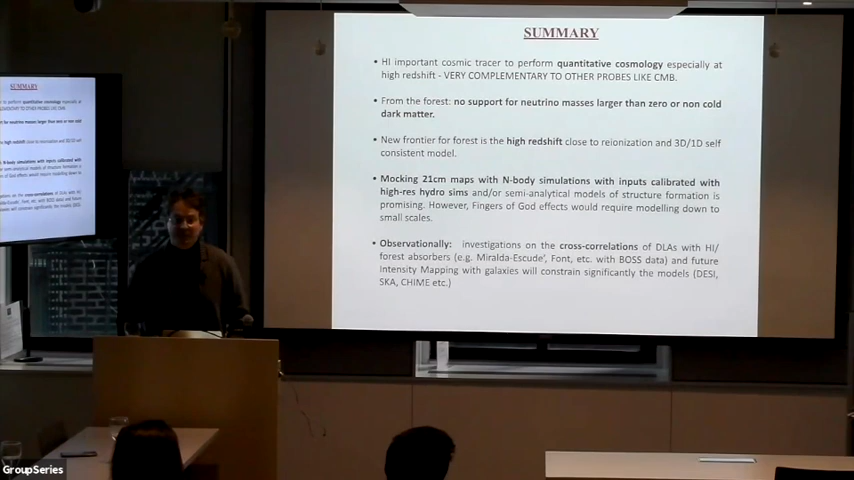 SUMMARY
• HI important cosmic tracer to perform quantitative cosmology especially at
high redshift - VERY COMPLEMENTARY TO OTHER PROBES LIKE CMB.
• From the forest: no support for neutrino masses larger than zero or non cold
dark matter.
• New frontier for forest is the high redshift close to reionization and 3D/1D self
consistent model.
• Mocking 21cm maps with N-body simulations with inputs calibrated with
high-res hydro sims and/or semi-analytical models of structure formation is
promising. However, Fingers of God effects would require modelling down to
small scales.
• Observationally: investigations on the cross-correlations of DLAs with HI/
forest absorbers (e.g. Miralda-Escude', Font, etc. with BOSS data) and future
Intensity Mapping with galaxies will constrain significantly the models (DESI,
SKA, CHIME etc.)
SUMMARY
GroupSeries